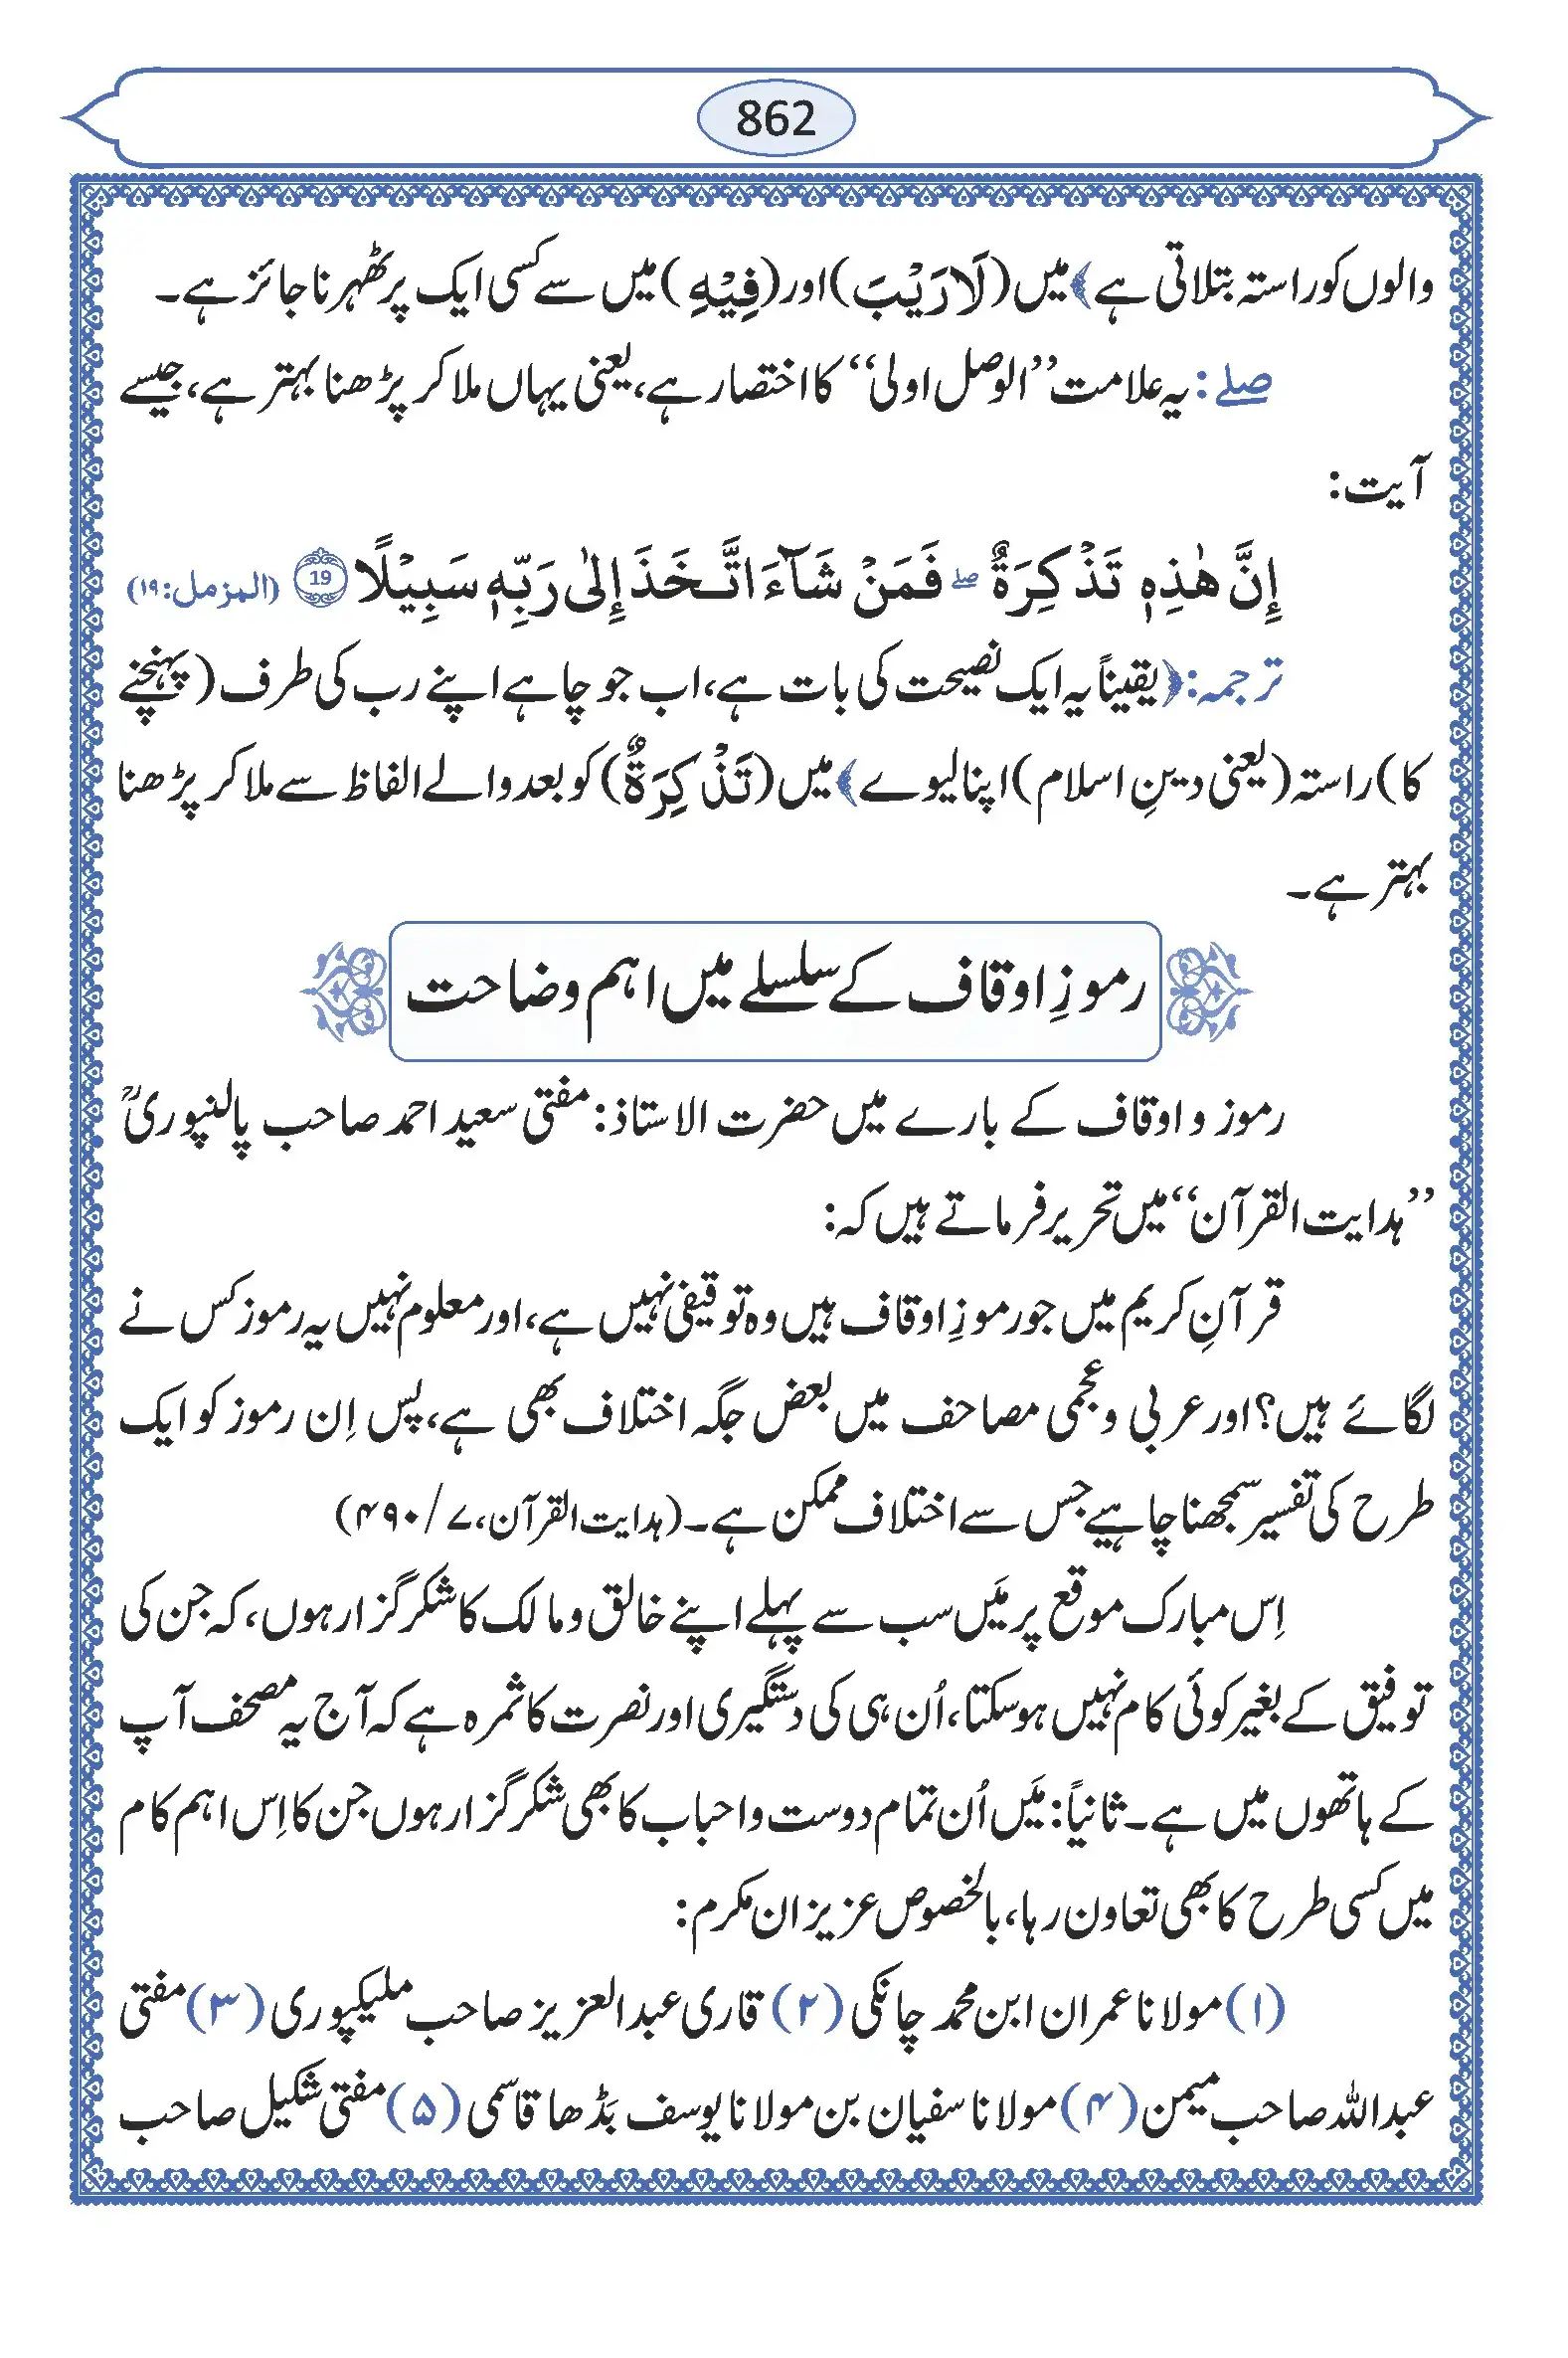 862
والوں کو راستہ بتلاتی ہے﴾ میں (لَا رَيْبَ) اور (فِيْهِ) میں سے کسی ایک پر ٹھہرنا جائز ہے۔
صلے: یہ علامت ’’الوصل اولی‘‘ کا اختصار ہے، یعنی یہاں ملا کر پڑھنا بہتر ہے، جیسے
آیت:
إِنَّ هٰذِهٖ تَذْكِرَةٌ ۖ فَمَنْ شَآءَ اتَّـخَذَ إِلٰى رَبِّهٖ سَبِيْلًا 19 (المزمل:۱۹)
ترجمہ: ﴿یقیناً یہ ایک نصیحت کی بات ہے، اب جو چاہے اپنے رب کی طرف (پہنچنے
کا) راستہ (یعنی دینِ اسلام) اپنا لیوے﴾ میں (تَذْكِرَةٌ) کو بعد والے الفاظ سے ملا کر پڑھنا
بہتر ہے۔
رموزِ اوقاف کے سلسلے میں اہم وضاحت
رموز و اوقاف کے بارے میں حضرت الاستاذ: مفتی سعید احمد صاحب پالنپوریؒ
’’ہدایت القرآن‘‘ میں تحریر فرماتے ہیں کہ:
قرآنِ کریم میں جو رموزِ اوقاف ہیں وہ توقیفی نہیں ہے، اور معلوم نہیں یہ رموز کس نے
لگائے ہیں؟ اور عربی و عجمی مصاحف میں بعض جگہ اختلاف بھی ہے، پس اِن رموز کو ایک
طرح کی تفسیر سمجھنا چاہیے جس سے اختلاف ممکن ہے۔ (ہدایت القرآن، ۷/ ۴۹۰)
اِس مبارک موقع پر مَیں سب سے پہلے اپنے خالق و مالک کا شکر گزار ہوں، کہ جن کی
توفیق کے بغیر کوئی کام نہیں ہوسکتا، اُن ہی کی دستگیری اور نصرت کا ثمرہ ہے کہ آج یہ مصحف آپ
کے ہاتھوں میں ہے۔ ثانیاً: مَیں اُن تمام دوست و احباب کا بھی شکر گزار ہوں جن کا اِس اہم کام
میں کسی طرح کا بھی تعاون رہا، بالخصوص عزیزان مکرم:
(۱) مولانا عمران ابن محمد چانکی (۲) قاری عبدالعزیز صاحب ملیکپوری (۳) مفتی
عبداللہ صاحب میمن (۴) مولانا سفیان بن مولانا یوسف بَڈھا قاسمی (۵) مفتی شکیل صاحب